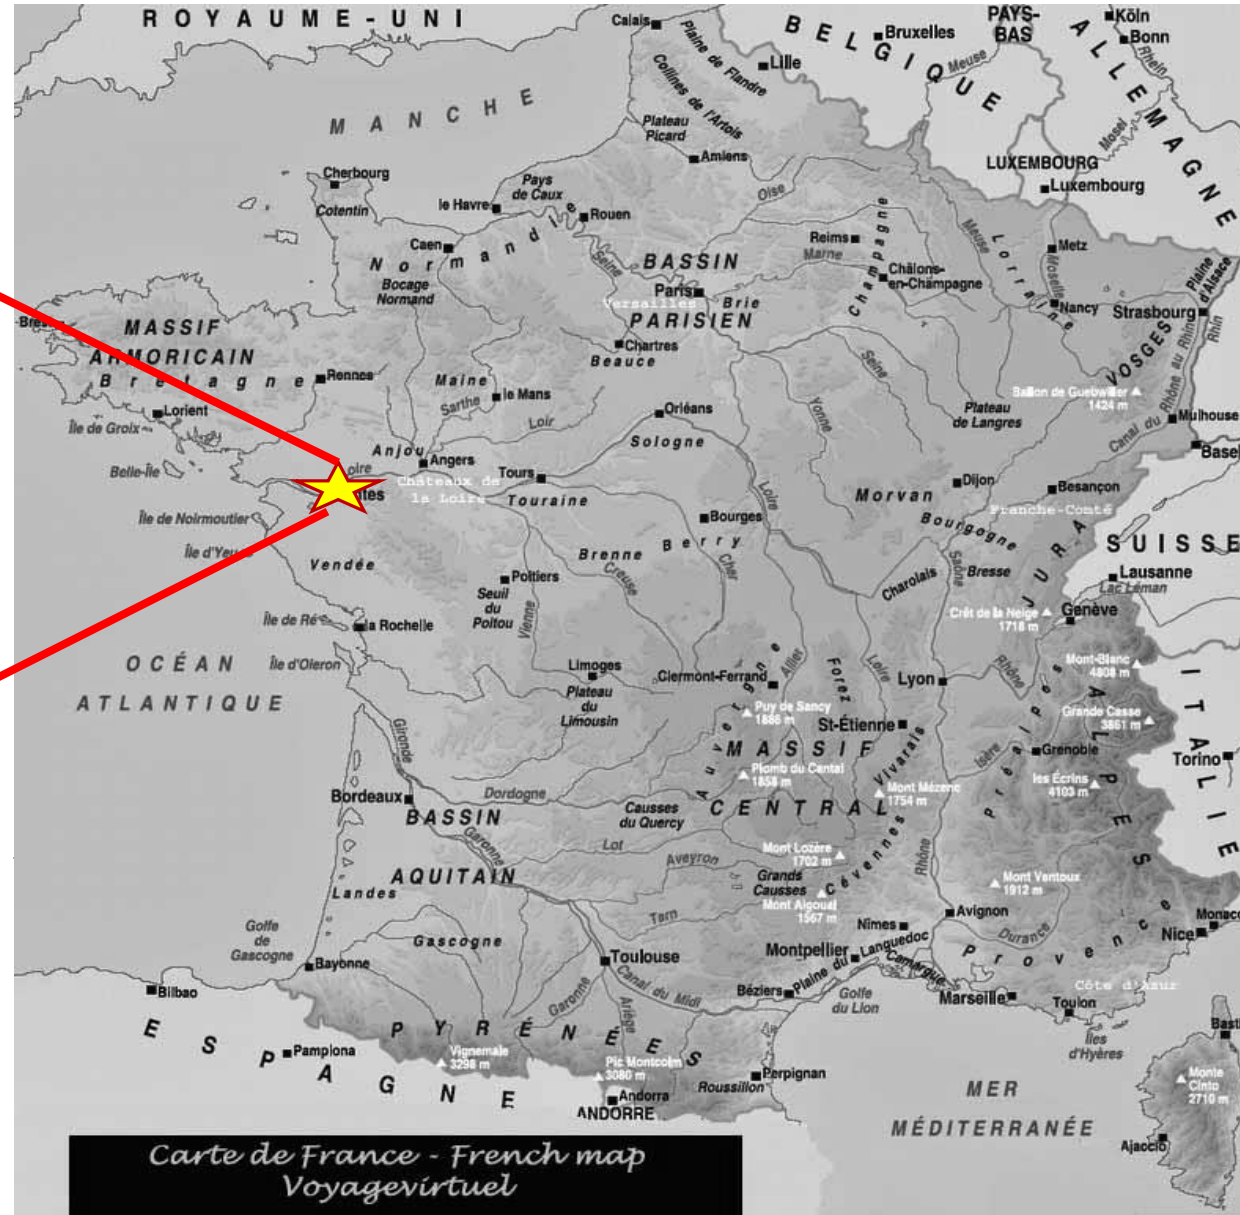 ROYAUME-UNI
Calais
Plaine de Flandre
Collines de l'Artois
Lille
BELGIQUE
Bruxelles
PAYS-
BAS
Köln
Bonn
Rhein
Meuse
ALLEMAGNE
Mosel
MANCHE
Plateau
Picard
Amiens
LUXEMBOURG
Luxembourg
Cherbourg
Cotentin
Pays
de Caux
le Havre
Rouen
Oise
Caen
Normandie
Bocage
Normand
Seine
BASSIN
Paris
Versailles
Brie
PARISIEN
Reims
Marne
Champagne
Châlons-
en-Champagne
Meuse
Lorraine
Metz
Moselle
Nancy
Plaine
d'Alsace
Strasbourg
Rhin
MASSIF
ARMORICAIN
Bretagne
Rennes
Maine
Sarthe
le Mans
Chartres
Beauce
Seine
Yonne
VOSGES
Ballon de Guebwiller
1424 m
Canal du Rhône au Rhin
Mulhouse
Lorient
Île de Groix
Loir
Orléans
Sologne
Plateau
de Langres
Belle-Île
Anjou
Angers
Tours
Châteaux de
la Loire
Touraine
Loire
Morvan
Dijon
Besançon
Franche-Comté
Île de Noirmoutier
Vendée
Brenne
Creuse
Berry
Bourges
Cher
Bourgogne
JURA
SUISSE
Lausanne
Lac Léman
Poitiers
Seuil
du
Poitou
Vienne
Charolais
Saône
Bresse
Crêt de la Neige
1718 m
Genève
Île de Ré
la Rochelle
Île d'Oleron
OCÉAN
ATLANTIQUE
Limoges
Plateau
du
Limousin
Clermont-Ferrand
Allier
Forez
Loire
Lyon
Rhône
Mont-Blanc
4808 m
ITALIE
Gironde
Auvergne
Puy de Sancy
1886 m
St-Étienne
Préalpes
ALPES
Grande Casse
3861 m
Isère
Grenoble
Torino
MASSIF
Plomb du Cantal
1858 m
Vivarais
Mont Mézenc
1754 m
les Écrins
4103 m
Bordeaux
BASSIN
Dordogne
Causses
du Quercy
CENTRAL
Garonne
Lot
Aveyron
Mont Lozère
1702 m
Cévennes
Rhône
AQUITAIN
Landes
Grands
Causses
Mont Aigoual
1567 m
Mont Ventoux
1912 m
Tarn
Nîmes
Avignon
Durance
Monaco
Nice
Golfe
de
Gascogne
Gascogne
Bayonne
Toulouse
Montpellier
Plaine du Languedoc
Camargue
Provence
Côte d'Azur
Canal du Midi
Béziers
Golfe
du Lion
Marseille
Toulon
Îles
d'Hyères
Bilbao
Garonne
Ariège
ESPAGNE
Pamplona
PYRÉNÉES
Vignemale
3298 m
Pic Montcalm
3080 m
Roussillon
Perpignan
Andorra
ANDORRE
MER
MÉDITERRANÉE
Monte
Cinto
2710 m
Ajaccio
Carte de France - French map
Voyagevirtuel